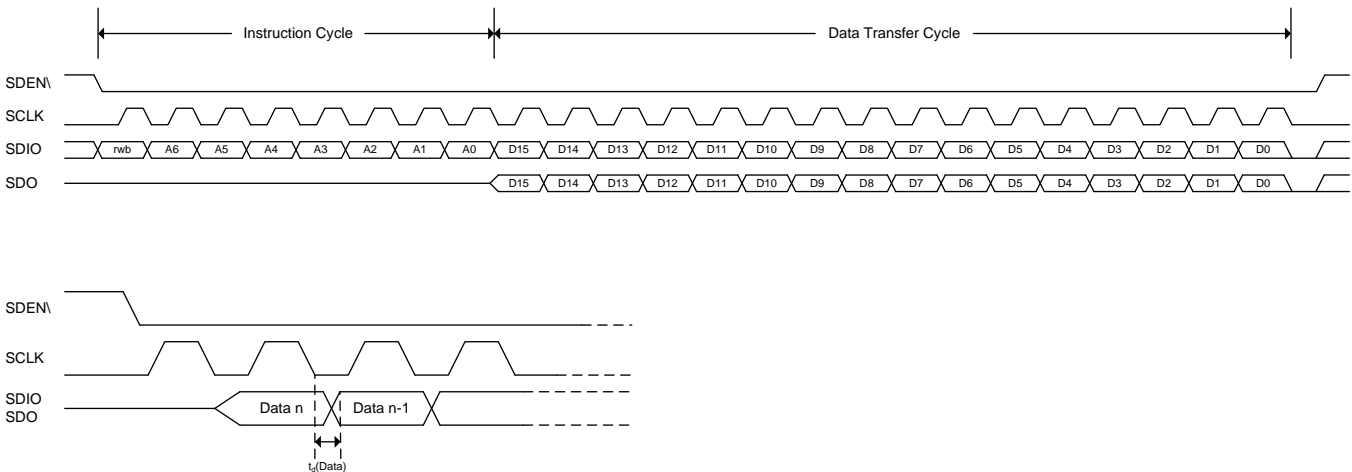 Instruction Cycle Data Transfer Cycle
SDEN\
SCLK
SDIO rwb A6 A5 A4 A3 A2 A1 A0 D15 D14 D13 D12 D11 D10 D9 D8 D7 D6 D5 D4 D3 D2 D1 D0
SDO D15 D14 D13 D12 D11 D10 D9 D8 D7 D6 D5 D4 D3 D2 D1 D0
SDEN\
SCLK
SDIO
SDO
Data n Data n-1
td(Data)